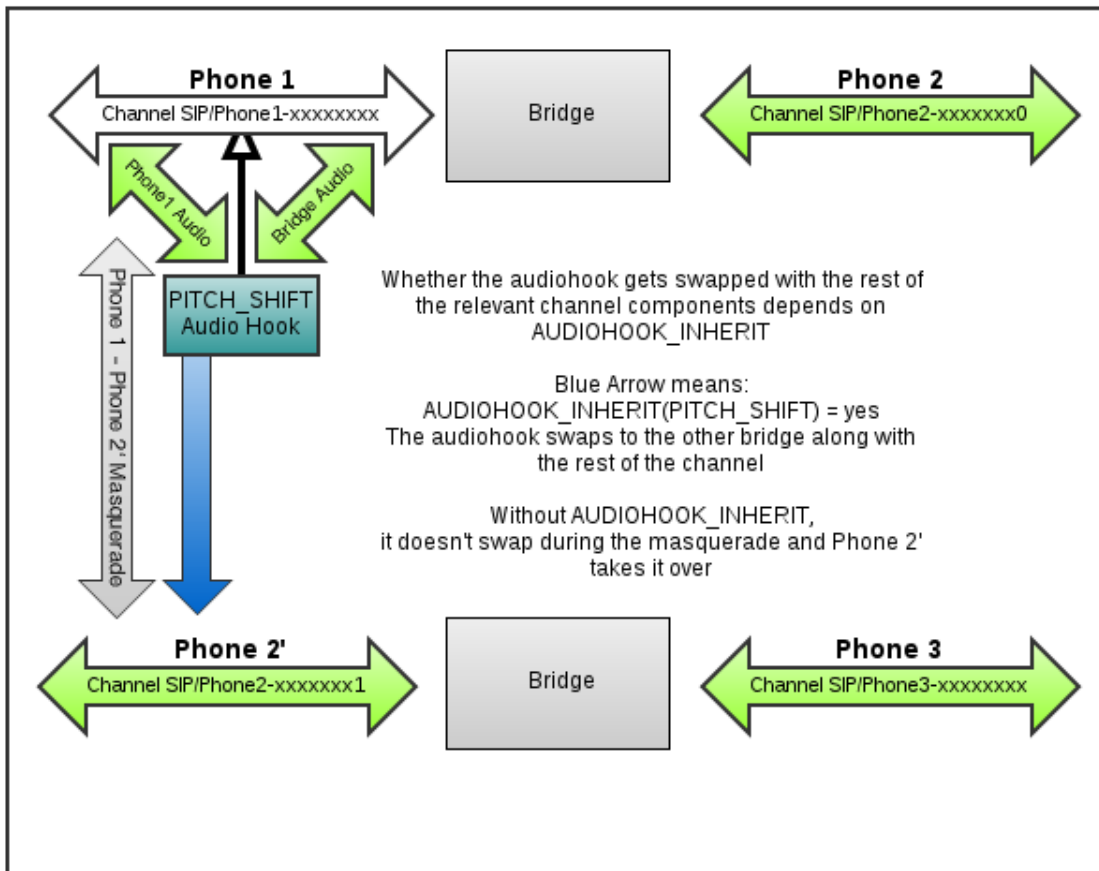 Phone 1
Channel SIP/Phone1-xxxxxxxx
Bridge
Phone 2
Channel SIP/Phone2-xxxxxxx0
Phone1 Audio
Bridge Audio
PITCH_SHIFT
Audio Hook
Phone 1 - Phone 2' Masquerade
Whether the audiohook gets swapped with the rest of
the relevant channel components depends on
AUDIOHOOK_INHERIT
Blue Arrow means:
AUDIOHOOK_INHERIT(PITCH_SHIFT) = yes
The audiohook swaps to the other bridge along with
the rest of the channel
Without AUDIOHOOK_INHERIT,
it doesn't swap during the masquerade and Phone 2'
takes it over
Phone 2'
Channel SIP/Phone2-xxxxxxx1
Bridge
Phone 3
Channel SIP/Phone3-xxxxxxxx